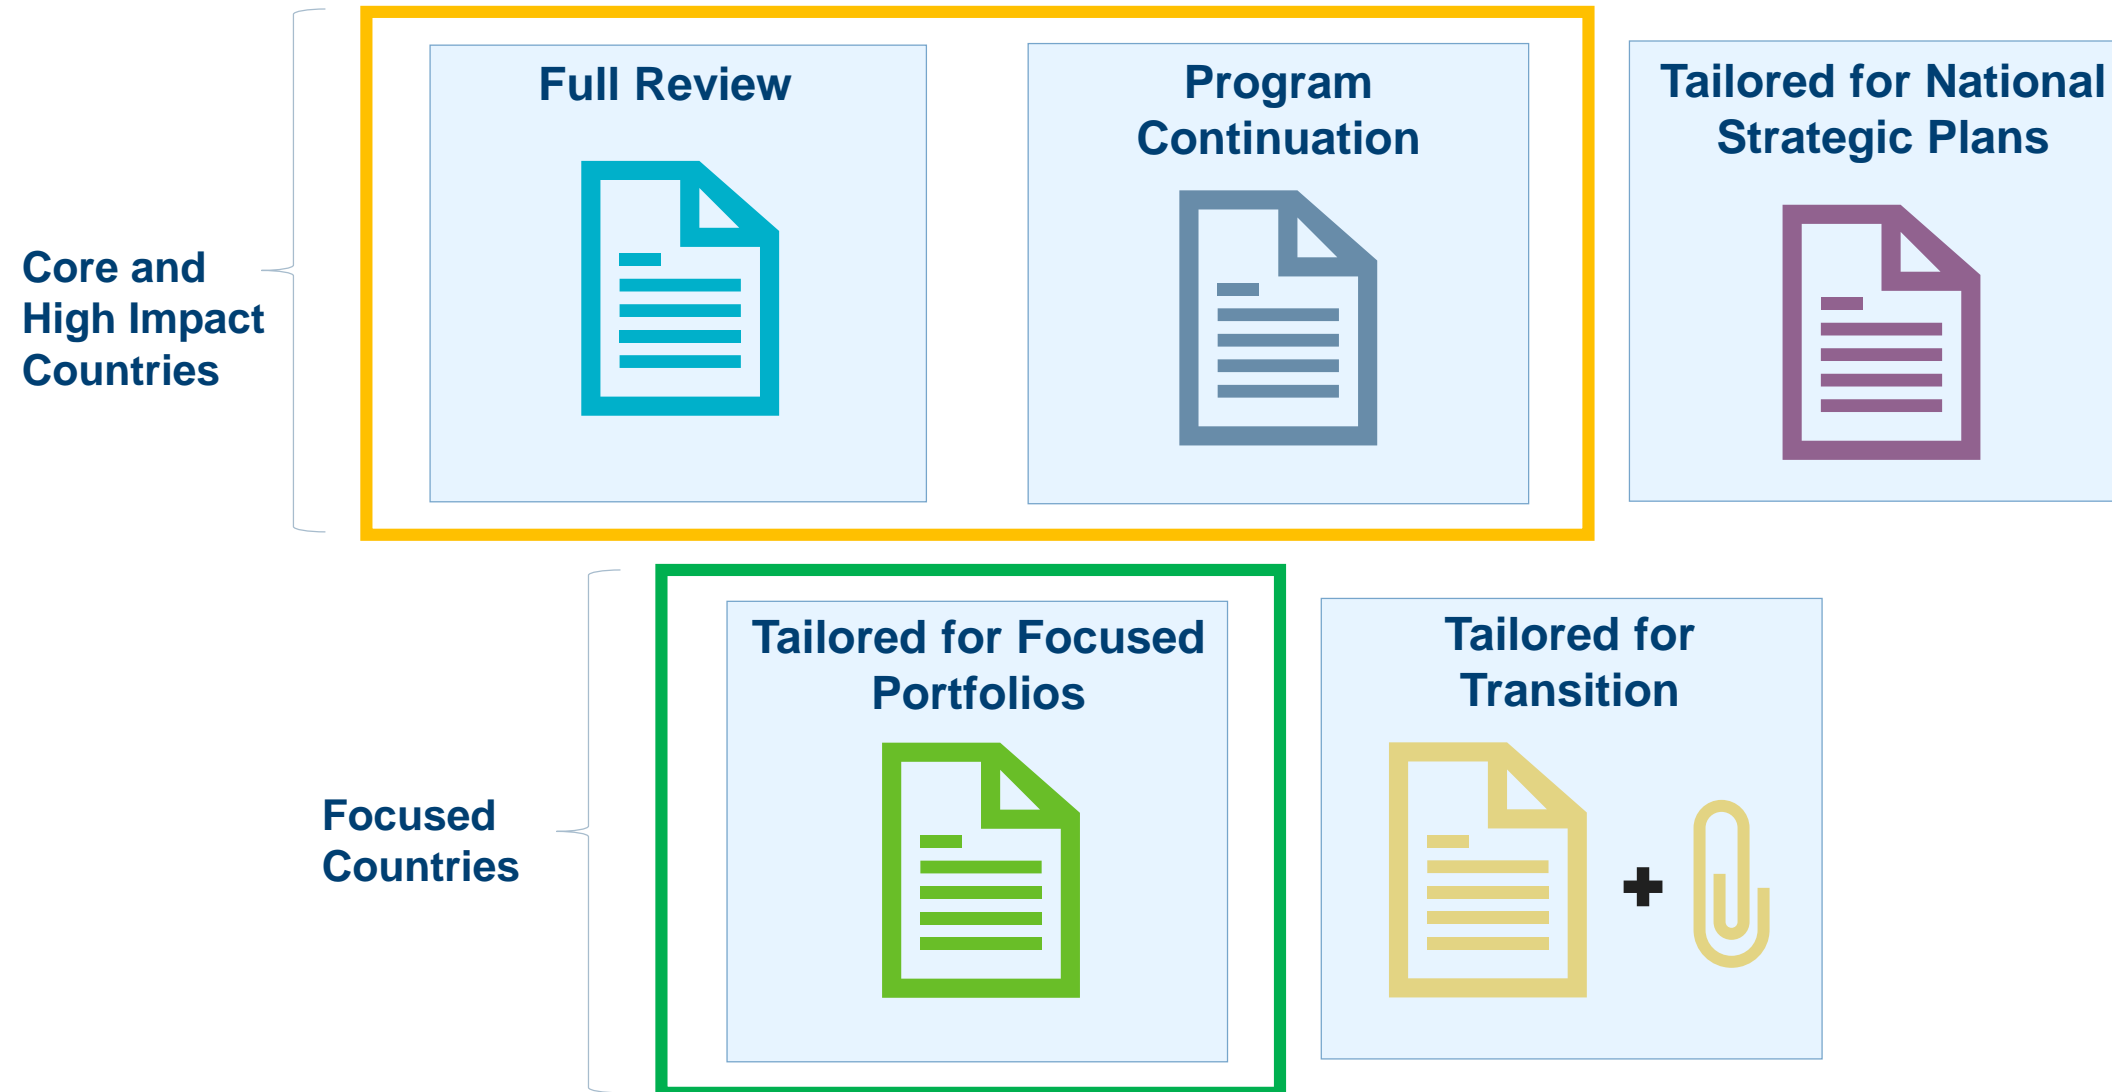 Full Review
Program
Continuation
Tailored for National
Strategic Plans
Core and
High Impact
Countries
Tailored for Focused
Portfolios
Tailored for
Transition
Focused
Countries